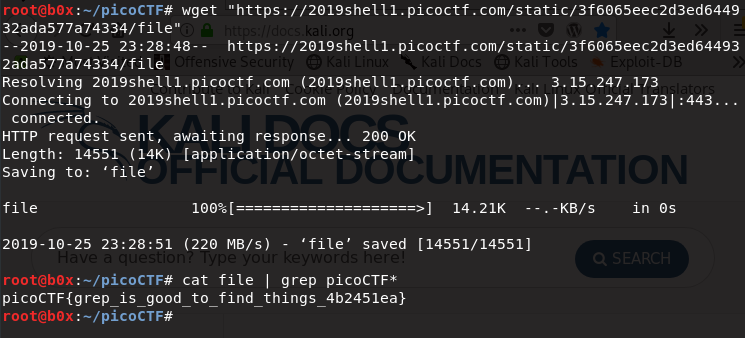 root@b0x:~/picoCTF# wget "https://2019shell1.picoctf.com/static/3f6065eec2d3ed6449
32ada577a74334/file"
--2019-10-25 23:28:48--  https://2019shell1.picoctf.com/static/3f6065eec2d3ed644493
2ada577a74334/file
Resolving 2019shell1.picoctf.com (2019shell1.picoctf.com)... 3.15.247.173
Connecting to 2019shell1.picoctf.com (2019shell1.picoctf.com)|3.15.247.173|:443...
 connected.
HTTP request sent, awaiting response... 200 OK
Length: 14551 (14K) [application/octet-stream]
Saving to: ‘file’
file                100%[====================>]  14.21K  --.-KB/s    in 0s
2019-10-25 23:28:51 (220 MB/s) - ‘file’ saved [14551/14551]
root@b0x:~/picoCTF# cat file | grep picoCTF*
picoCTF{grep_is_good_to_find_things_4b2451ea}
root@b0x:~/picoCTF#
https://docs.kali.org
Offensive Security
Kali Linux
Kali Docs
Kali Tools
Exploit-DB
KALI DOCS
OFFICIAL DOCUMENTATION
Have a question? Type your keywords here!
SEARCH